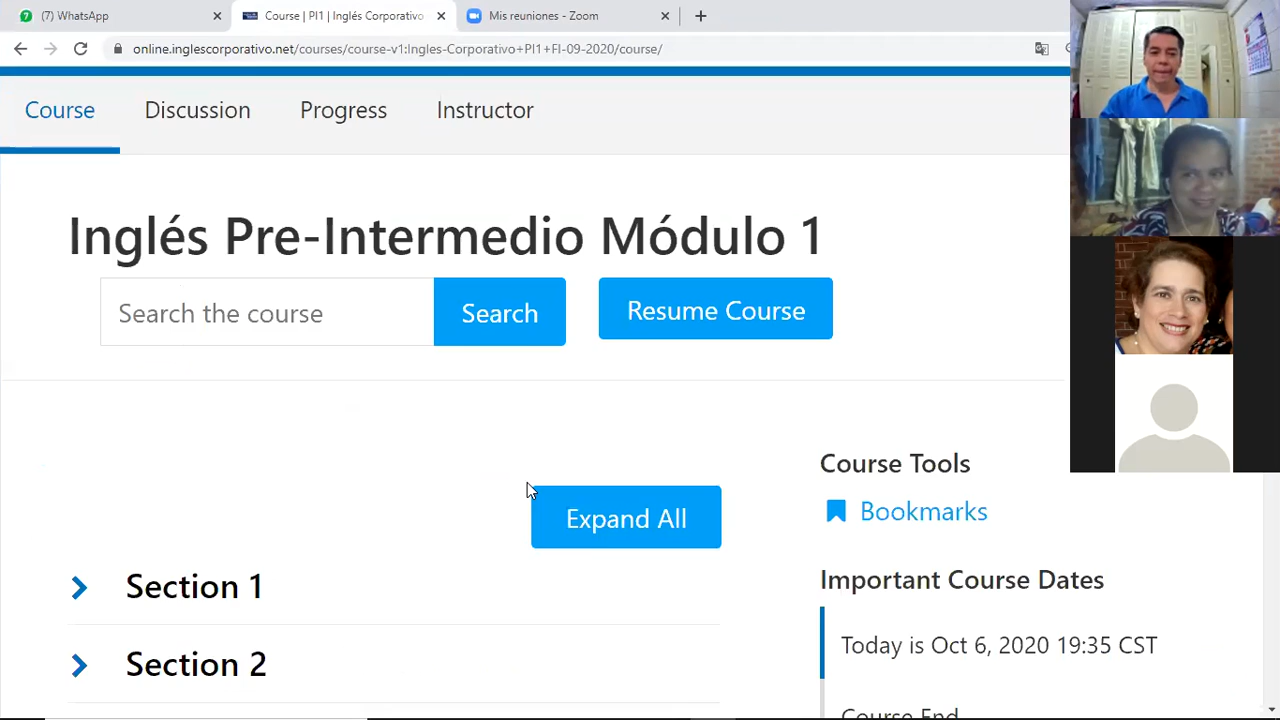 (7) WhatsApp
Course | PI1 | Inglés Corporativo
Mis reuniones - Zoom
online.inglescorporativo.net/courses/course-v1:Ingles-Corporativo+PI1+FI-09-2020/course/
Course Discussion Progress Instructor
Inglés Pre-Intermedio Módulo 1
Search the course
Search
Resume Course
Expand All
Section 1
Section 2
Course Tools
Bookmarks
Important Course Dates
Today is Oct 6, 2020 19:35 CST
Course End